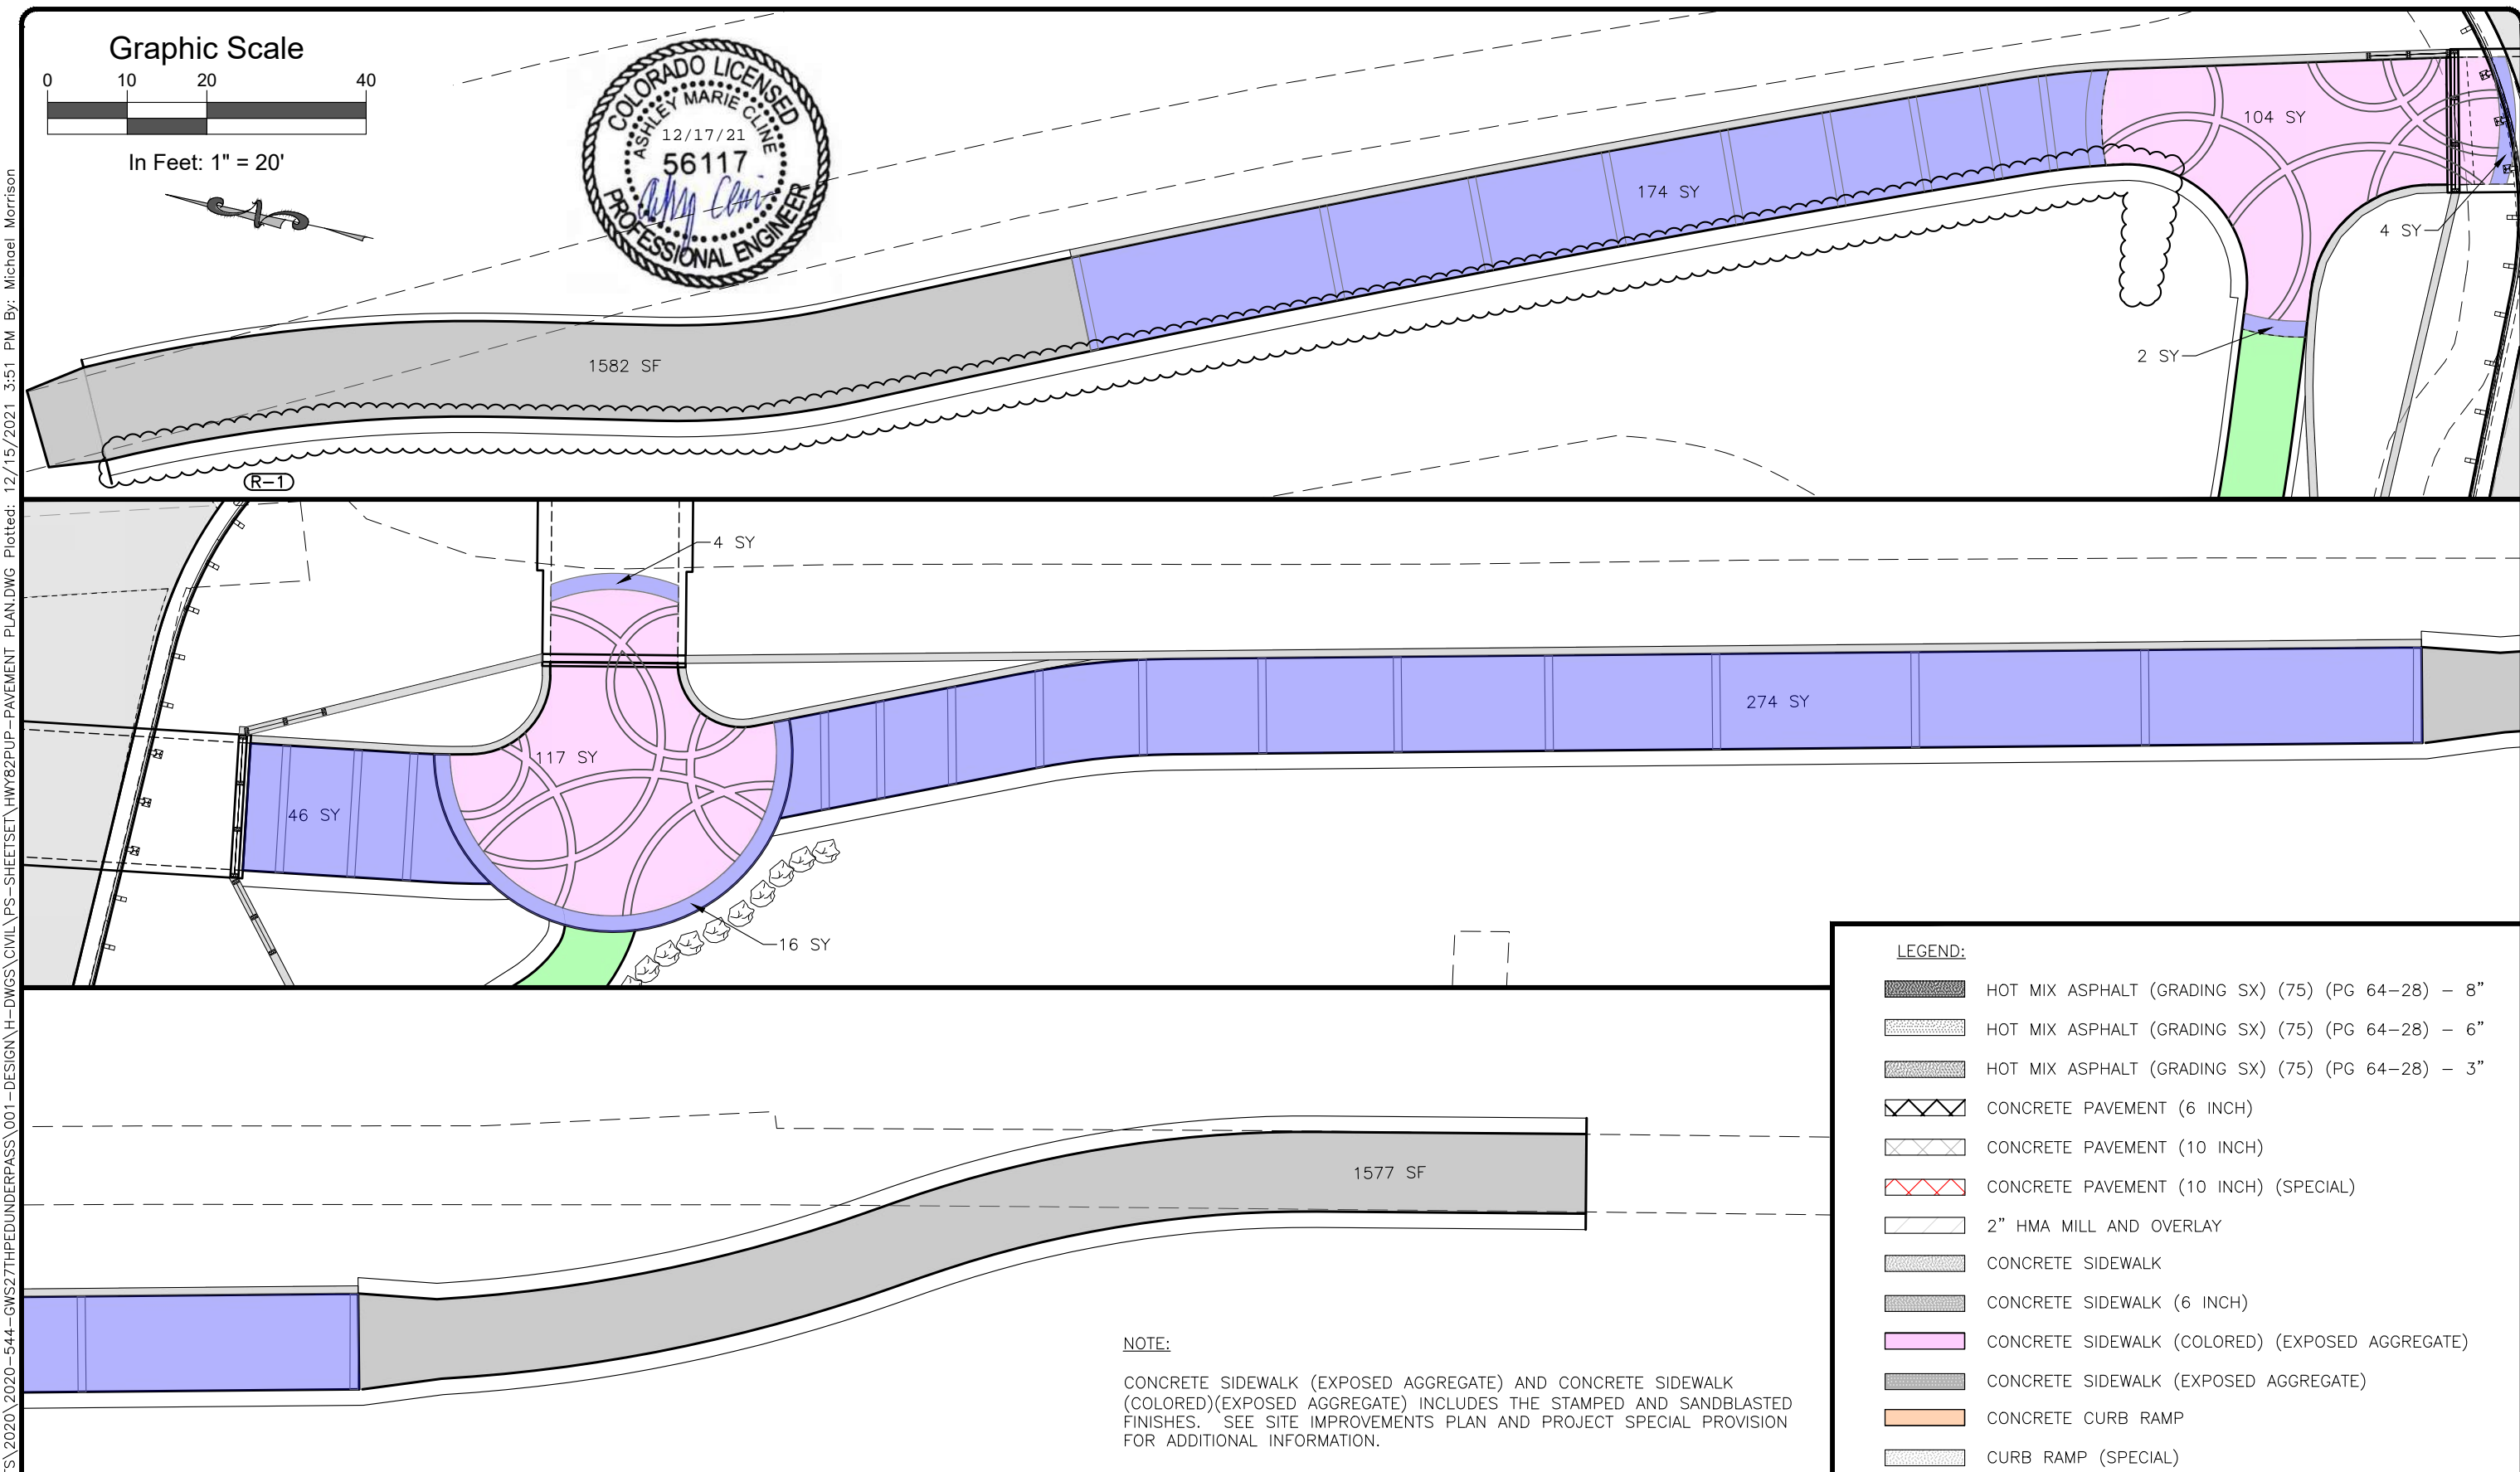 Graphic Scale
0 10 20 40
In Feet: 1" = 20'
COLORADO LICENSED
ASHLEY MARIE CLINE
12/17/21
56117
PROFESSIONAL ENGINEER
104 SY
174 SY
4 SY
2 SY
1582 SF
R-1
4 SY
274 SY
117 SY
46 SY
16 SY
1577 SF
NOTE:
CONCRETE SIDEWALK (EXPOSED AGGREGATE) AND CONCRETE SIDEWALK
(COLORED)(EXPOSED AGGREGATE) INCLUDES THE STAMPED AND SANDBLASTED
FINISHES. SEE SITE IMPROVEMENTS PLAN AND PROJECT SPECIAL PROVISION
FOR ADDITIONAL INFORMATION.
LEGEND:
HOT MIX ASPHALT (GRADING SX) (75) (PG 64-28) - 8"
HOT MIX ASPHALT (GRADING SX) (75) (PG 64-28) - 6"
HOT MIX ASPHALT (GRADING SX) (75) (PG 64-28) - 3"
CONCRETE PAVEMENT (6 INCH)
CONCRETE PAVEMENT (10 INCH)
CONCRETE PAVEMENT (10 INCH) (SPECIAL)
2" HMA MILL AND OVERLAY
CONCRETE SIDEWALK
CONCRETE SIDEWALK (6 INCH)
CONCRETE SIDEWALK (COLORED) (EXPOSED AGGREGATE)
CONCRETE SIDEWALK (EXPOSED AGGREGATE)
CONCRETE CURB RAMP
CURB RAMP (SPECIAL)
TS\2020\2020-544-GWS27THPEDUNDERPASS\001-DESIGN\H-DWGS\CIVIL\PS-SHEETSET\HWY82PUP-PAVEMENT PLAN.DWG Plotted: 12/15/2021 3:51 PM By: Michael Morrison